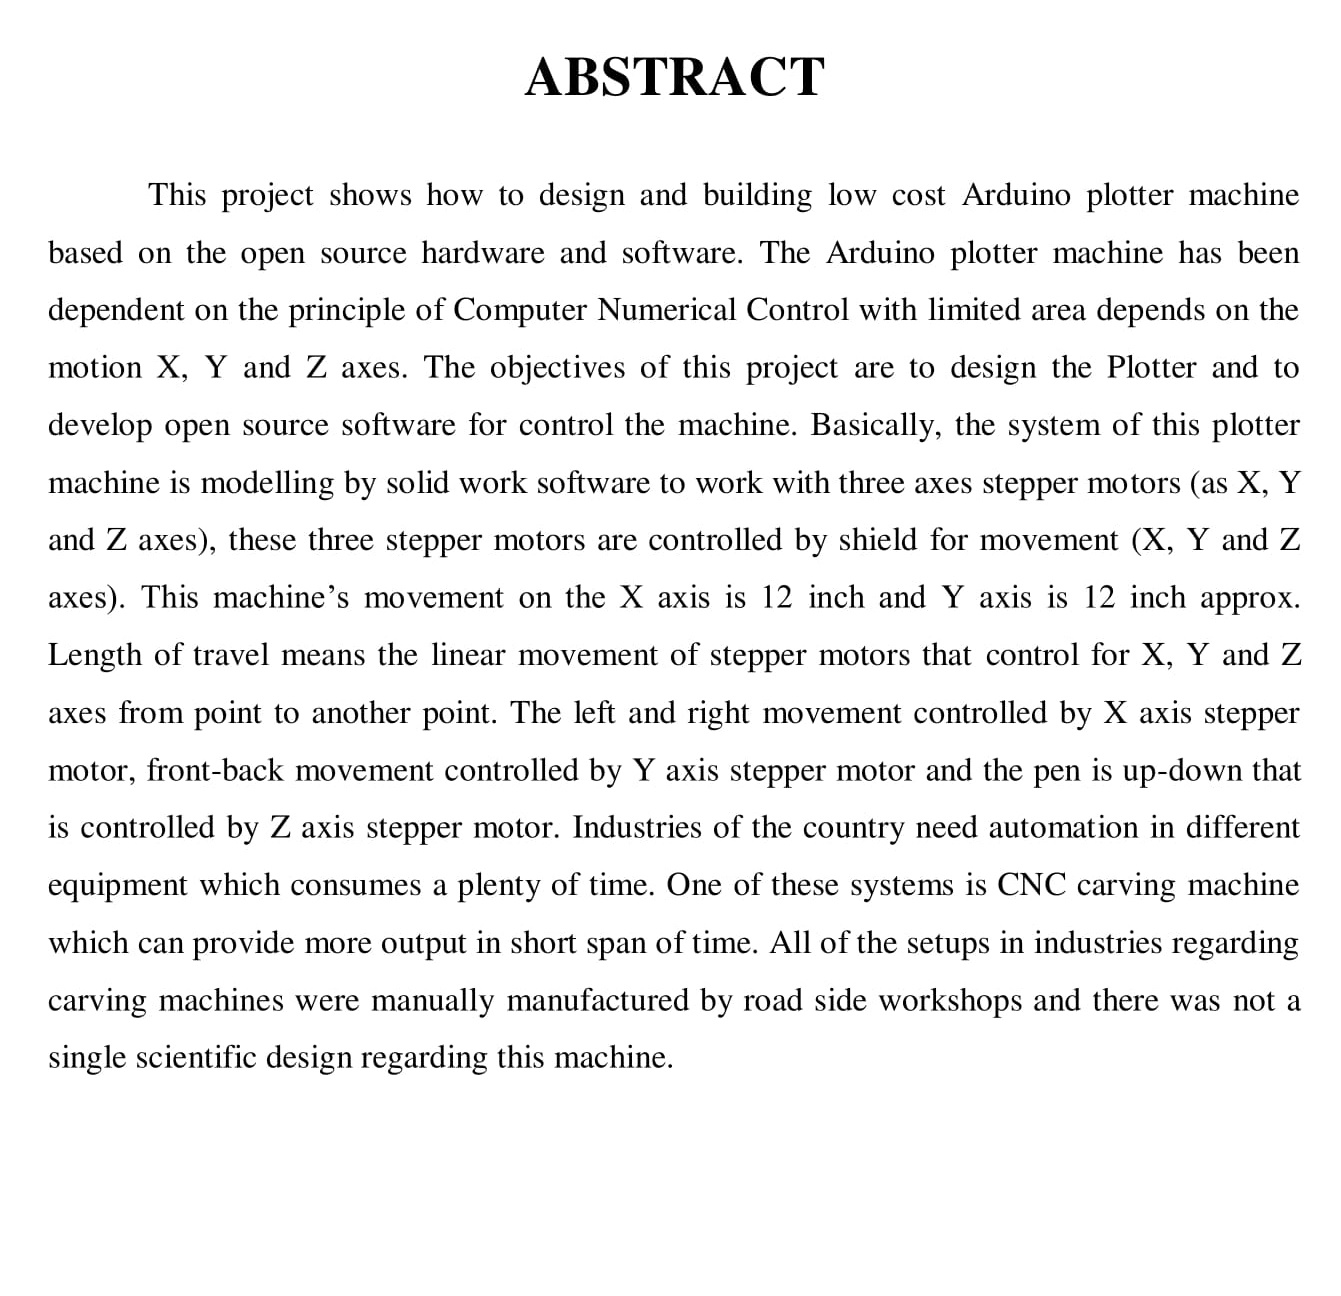 ABSTRACT
This project shows how to design and building low cost Arduino plotter machine
based on the open source hardware and software. The Arduino plotter machine has been
dependent on the principle of Computer Numerical Control with limited area depends on the
motion X, Y and Z axes. The objectives of this project are to design the Plotter and to
develop open source software for control the machine. Basically, the system of this plotter
machine is modelling by solid work software to work with three axes stepper motors (as X, Y
and Z axes), these three stepper motors are controlled by shield for movement (X, Y and Z
axes). This machine’s movement on the X axis is 12 inch and Y axis is 12 inch approx.
Length of travel means the linear movement of stepper motors that control for X, Y and Z
axes from point to another point. The left and right movement controlled by X axis stepper
motor, front-back movement controlled by Y axis stepper motor and the pen is up-down that
is controlled by Z axis stepper motor. Industries of the country need automation in different
equipment which consumes a plenty of time. One of these systems is CNC carving machine
which can provide more output in short span of time. All of the setups in industries regarding
carving machines were manually manufactured by road side workshops and there was not a
single scientific design regarding this machine.